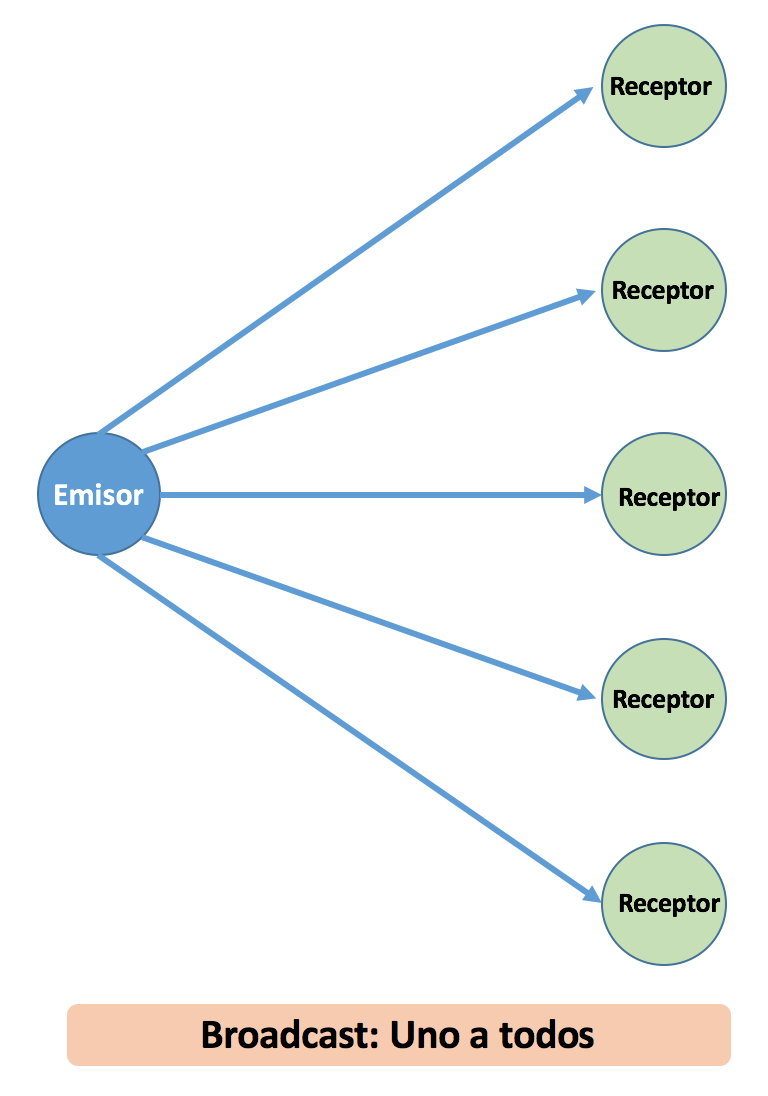 Receptor
Receptor
Emisor
Receptor
Receptor
Receptor
Broadcast: Uno a todos